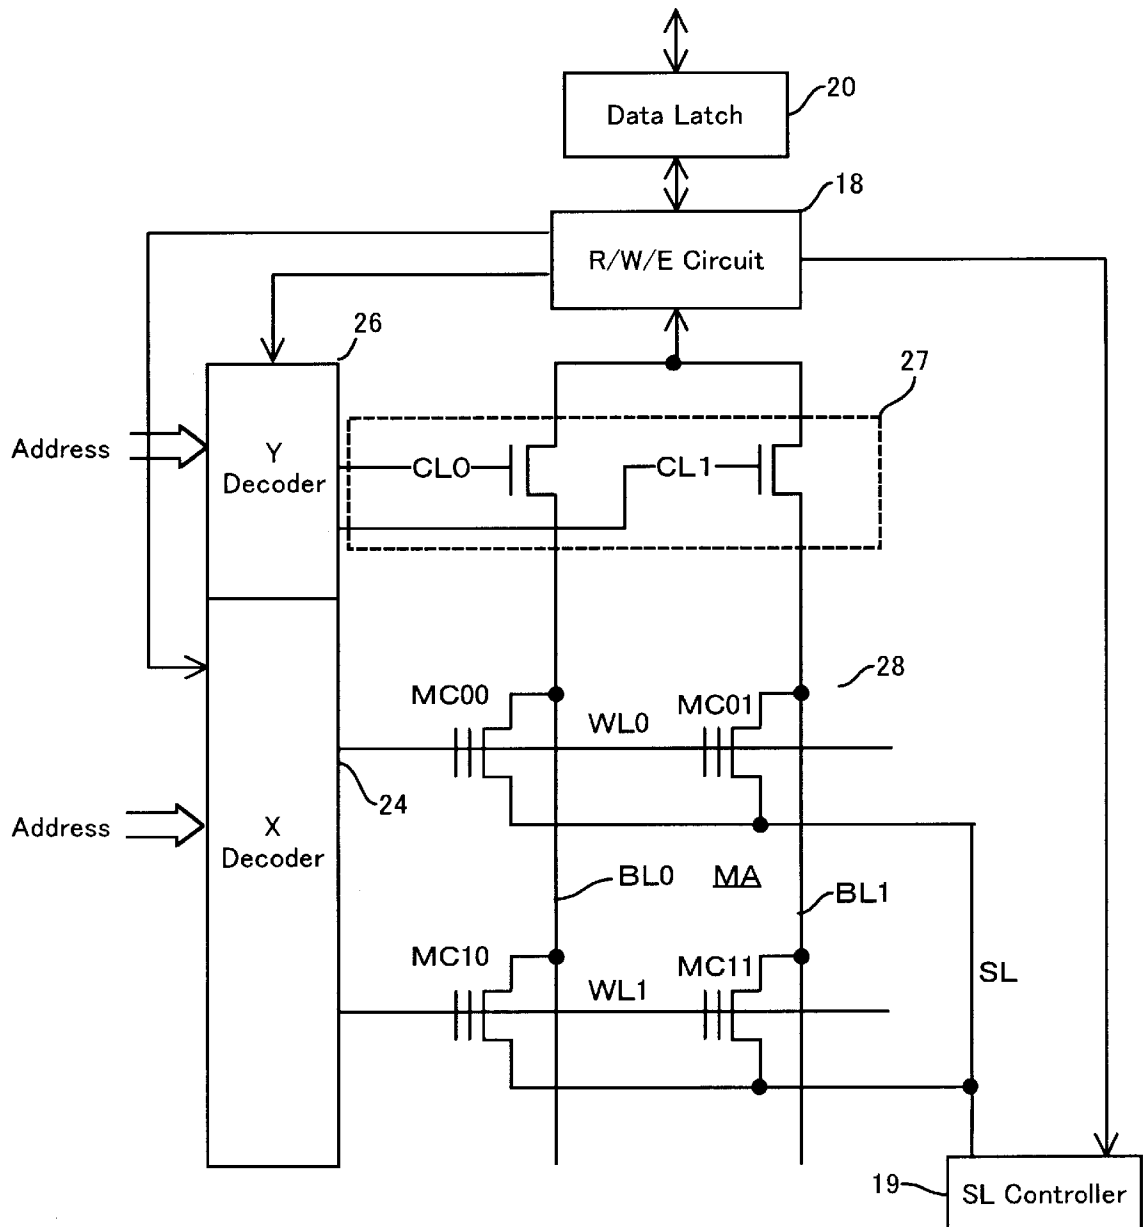 20
Data Latch
18
R/W/E Circuit
26
27
Address
Y
Decoder
CL0
CL1
28
MC00
MC01
WL0
24
Address
X
Decoder
BL0
MA
BL1
MC10
MC11
SL
WL1
19
SL Controller